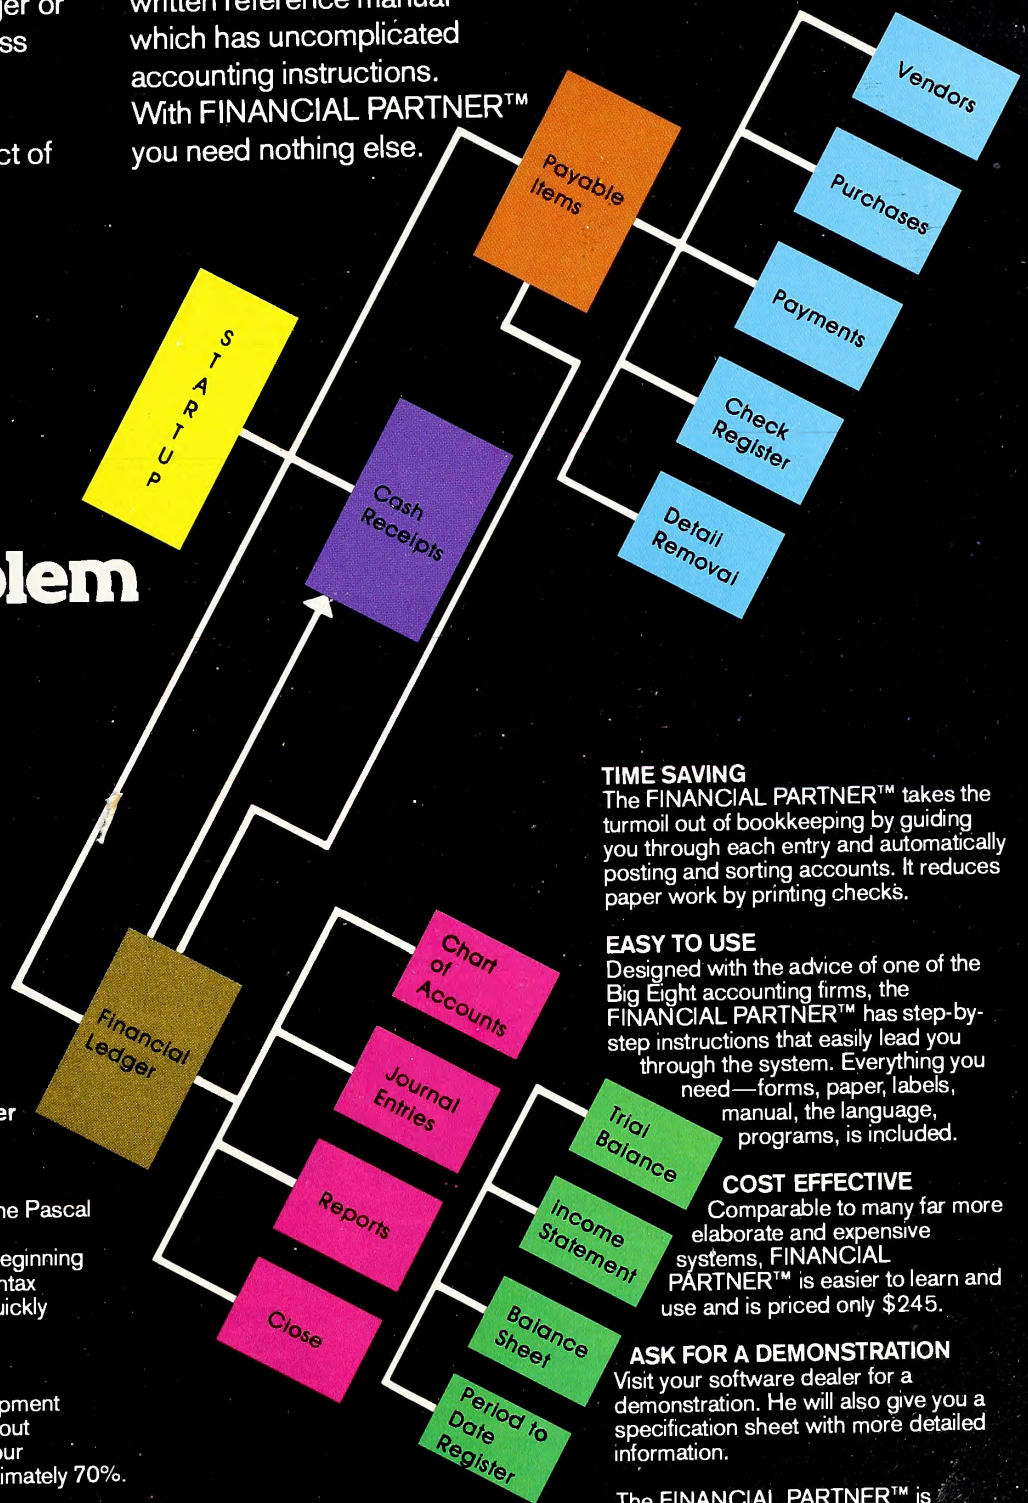 ger or
ss
ct of
written reference manual
which has uncomplicated
accounting instructions.
With FINANCIAL PARTNER™
you need nothing else.
STARTUP
Payable
Items
Cash
Receipts
Vendors
Purchases
Payments
Check
Register
Detail
Removal
blem
Financial
Ledger
Chart
of
Accounts
Journal
Entries
Reports
Close
Trial
Balance
Income
Statement
Balance
Sheet
Period to
Date
Register
er
ne Pascal
eginning
ntax
uickly
pment
out
our
imately 70%.
TIME SAVING
The FINANCIAL PARTNER™ takes the
turmoil out of bookkeeping by guiding
you through each entry and automatically
posting and sorting accounts. It reduces
paper work by printing checks.
EASY TO USE
Designed with the advice of one of the
Big Eight accounting firms, the
FINANCIAL PARTNER™ has step-by-
step instructions that easily lead you
through the system. Everything you
need—forms, paper, labels,
manual, the language,
programs, is included.
COST EFFECTIVE
Comparable to many far more
elaborate and expensive
systems, FINANCIAL
PARTNER™ is easier to learn and
use and is priced only $245.
ASK FOR A DEMONSTRATION
Visit your software dealer for a
demonstration. He will also give you a
specification sheet with more detailed
information.
The FINANCIAL PARTNER™ is